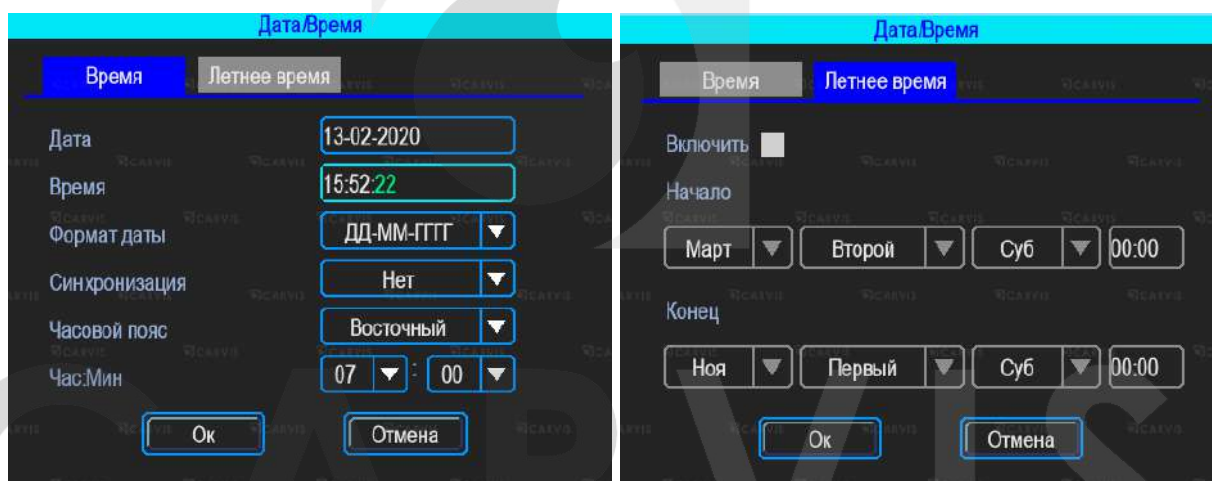 Дата/Время
Время Летнее время
Дата 13-02-2020
Время 15:52:22
Формат даты ДД-ММ-ГГГГ
Синхронизация Нет
Часовой пояс Восточный
Час:Мин 07 : 00
Ок Отмена
Дата/Время
Время Летнее время
Включить
Начало
Март Второй Суб 00:00
Конец
Ноя Первый Суб 00:00
Ок Отмена
CARVIS